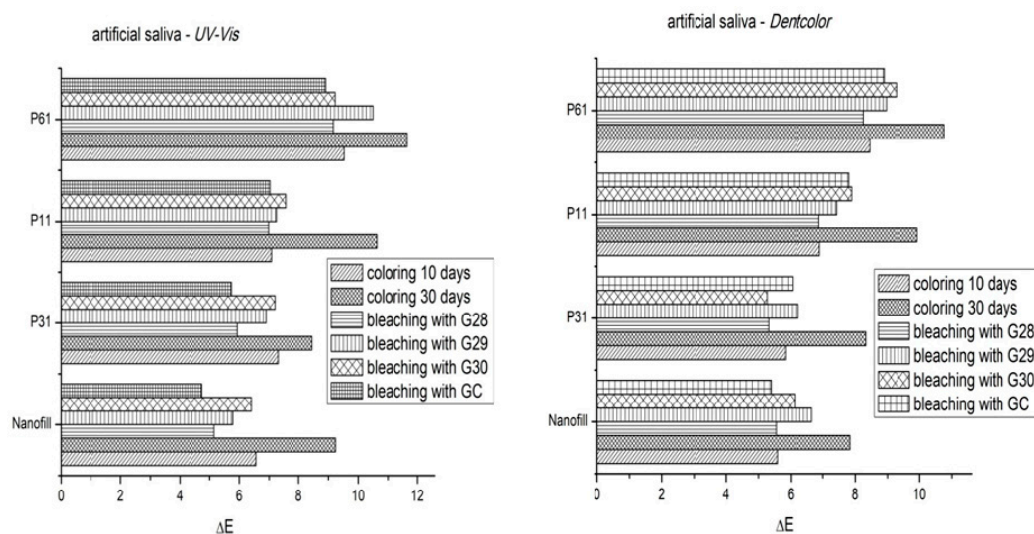 artificial saliva - UV-Vis
P61
P11
P31
Nanofill
coloring 10 days
coloring 30 days
bleaching with G28
bleaching with G29
bleaching with G30
bleaching with GC
0 2 4 6 8 10 12
ΔE
artificial saliva - Dentcolor
P61
P11
P31
Nanofill
coloring 10 days
coloring 30 days
bleaching with G28
bleaching with G29
bleaching with G30
bleaching with GC
0 2 4 6 8 10
ΔE